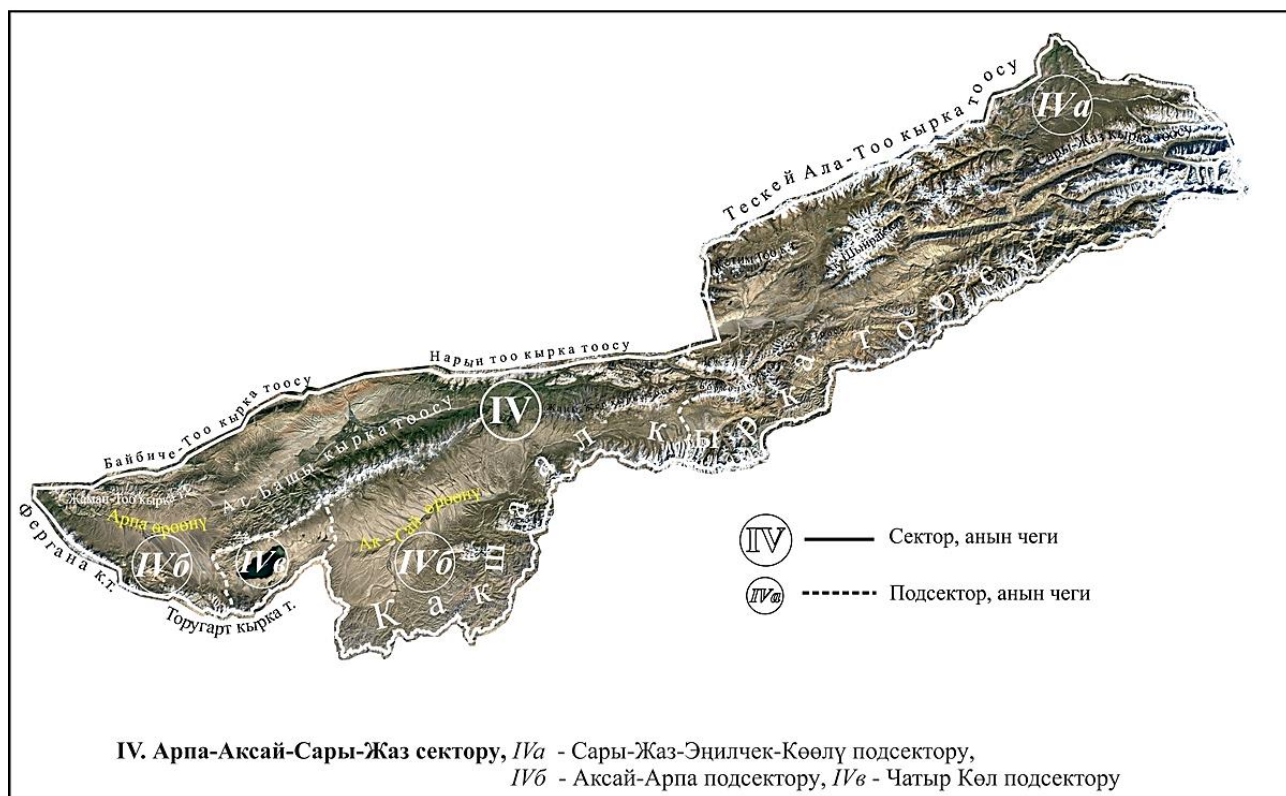 Тескей Ала-Тоо кырка тоосу
IVа
Сары-Жаз кырка тоосу
Жетим-Тоо к.т.
Шыйрак
Нарын тоо кырка тоосу
Байбиче-Тоо кырка тоосу
IV
Ат-Башы кырка тоосу
Какшаал кырка тоосу
Жаман-Тоо кырка т.
Арпа өрөөнү
Ак-Сай өрөөнү
Фергана к.т.
IVб
IVв
IVб
Торугарт кырка т.
IV
Сектор, анын чеги
IVа
Подсектор, анын чеги
IV. Арпа-Аксай-Сары-Жаз сектору, IVа - Сары-Жаз-Эңилчек-Көөлү подсектору,
IVб - Аксай-Арпа подсектору, IVв - Чатыр Көл подсектору